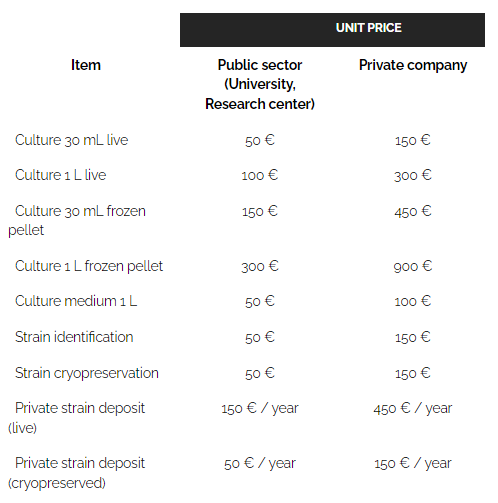 UNIT PRICE
Item Public sector (University, Research center) Private company
Culture 30 mL live 50 € 150 €
Culture 1 L live 100 € 300 €
Culture 30 mL frozen pellet 150 € 450 €
Culture 1 L frozen pellet 300 € 900 €
Culture medium 1 L 50 € 100 €
Strain identification 50 € 150 €
Strain cryopreservation 50 € 150 €
Private strain deposit (live) 150 € / year 450 € / year
Private strain deposit (cryopreserved) 50 € / year 150 € / year